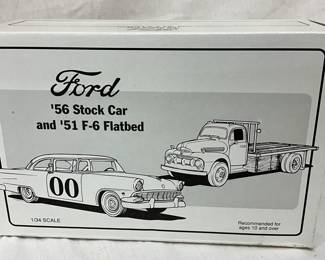 Ford
'56 Stock Car
and '51 F-6 Flatbed
00
1/34 SCALE
Recommended for
ages 10 and over